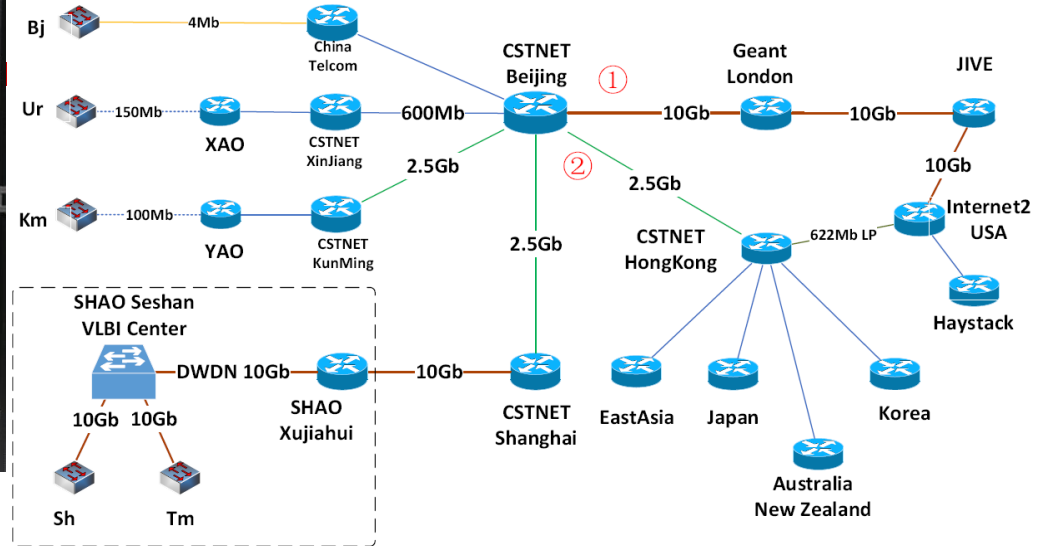 Bj
4Mb
China
Telcom
CSTNET
Beijing
①
Geant
London
JIVE
Ur
150Mb
XAO
CSTNET
XinJiang
600Mb
10Gb
10Gb
2.5Gb
②
10Gb
Km
100Mb
YAO
CSTNET
KunMing
2.5Gb
2.5Gb
CSTNET
HongKong
622Mb LP
Internet2
USA
Haystack
SHAO Seshan
VLBI Center
DWDN 10Gb
SHAO
Xujiahui
10Gb
CSTNET
Shanghai
10Gb
10Gb
Sh
Tm
EastAsia
Japan
Korea
Australia
New Zealand